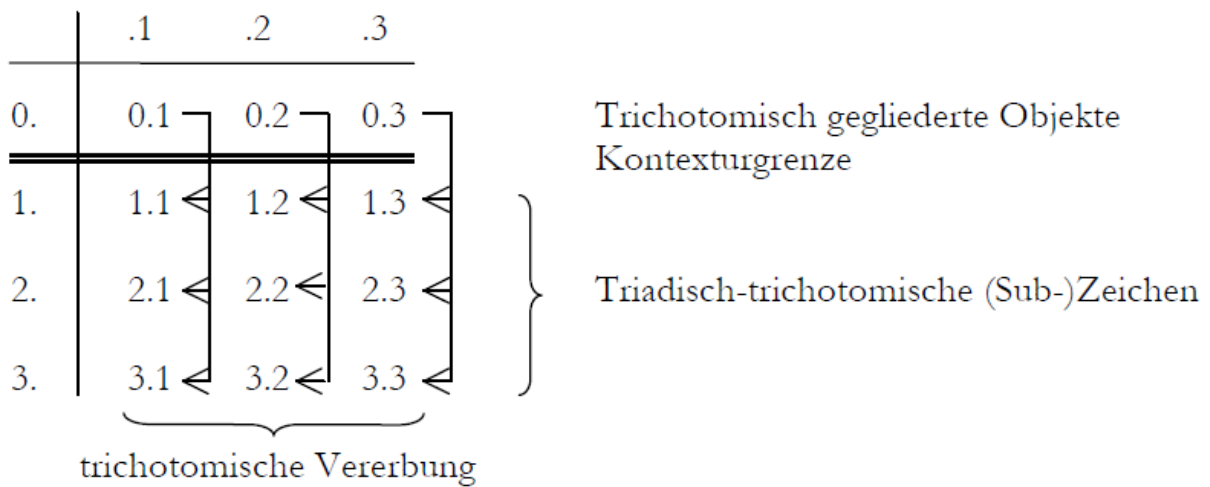 .1 .2 .3
0. 0.1 0.2 0.3 Trichotomisch gegliederte Objekte
Kontexturgrenze
1. 1.1 1.2 1.3
2. 2.1 2.2 2.3 Triadisch-trichotomische (Sub-)Zeichen
3. 3.1 3.2 3.3
trichotomische Vererbung